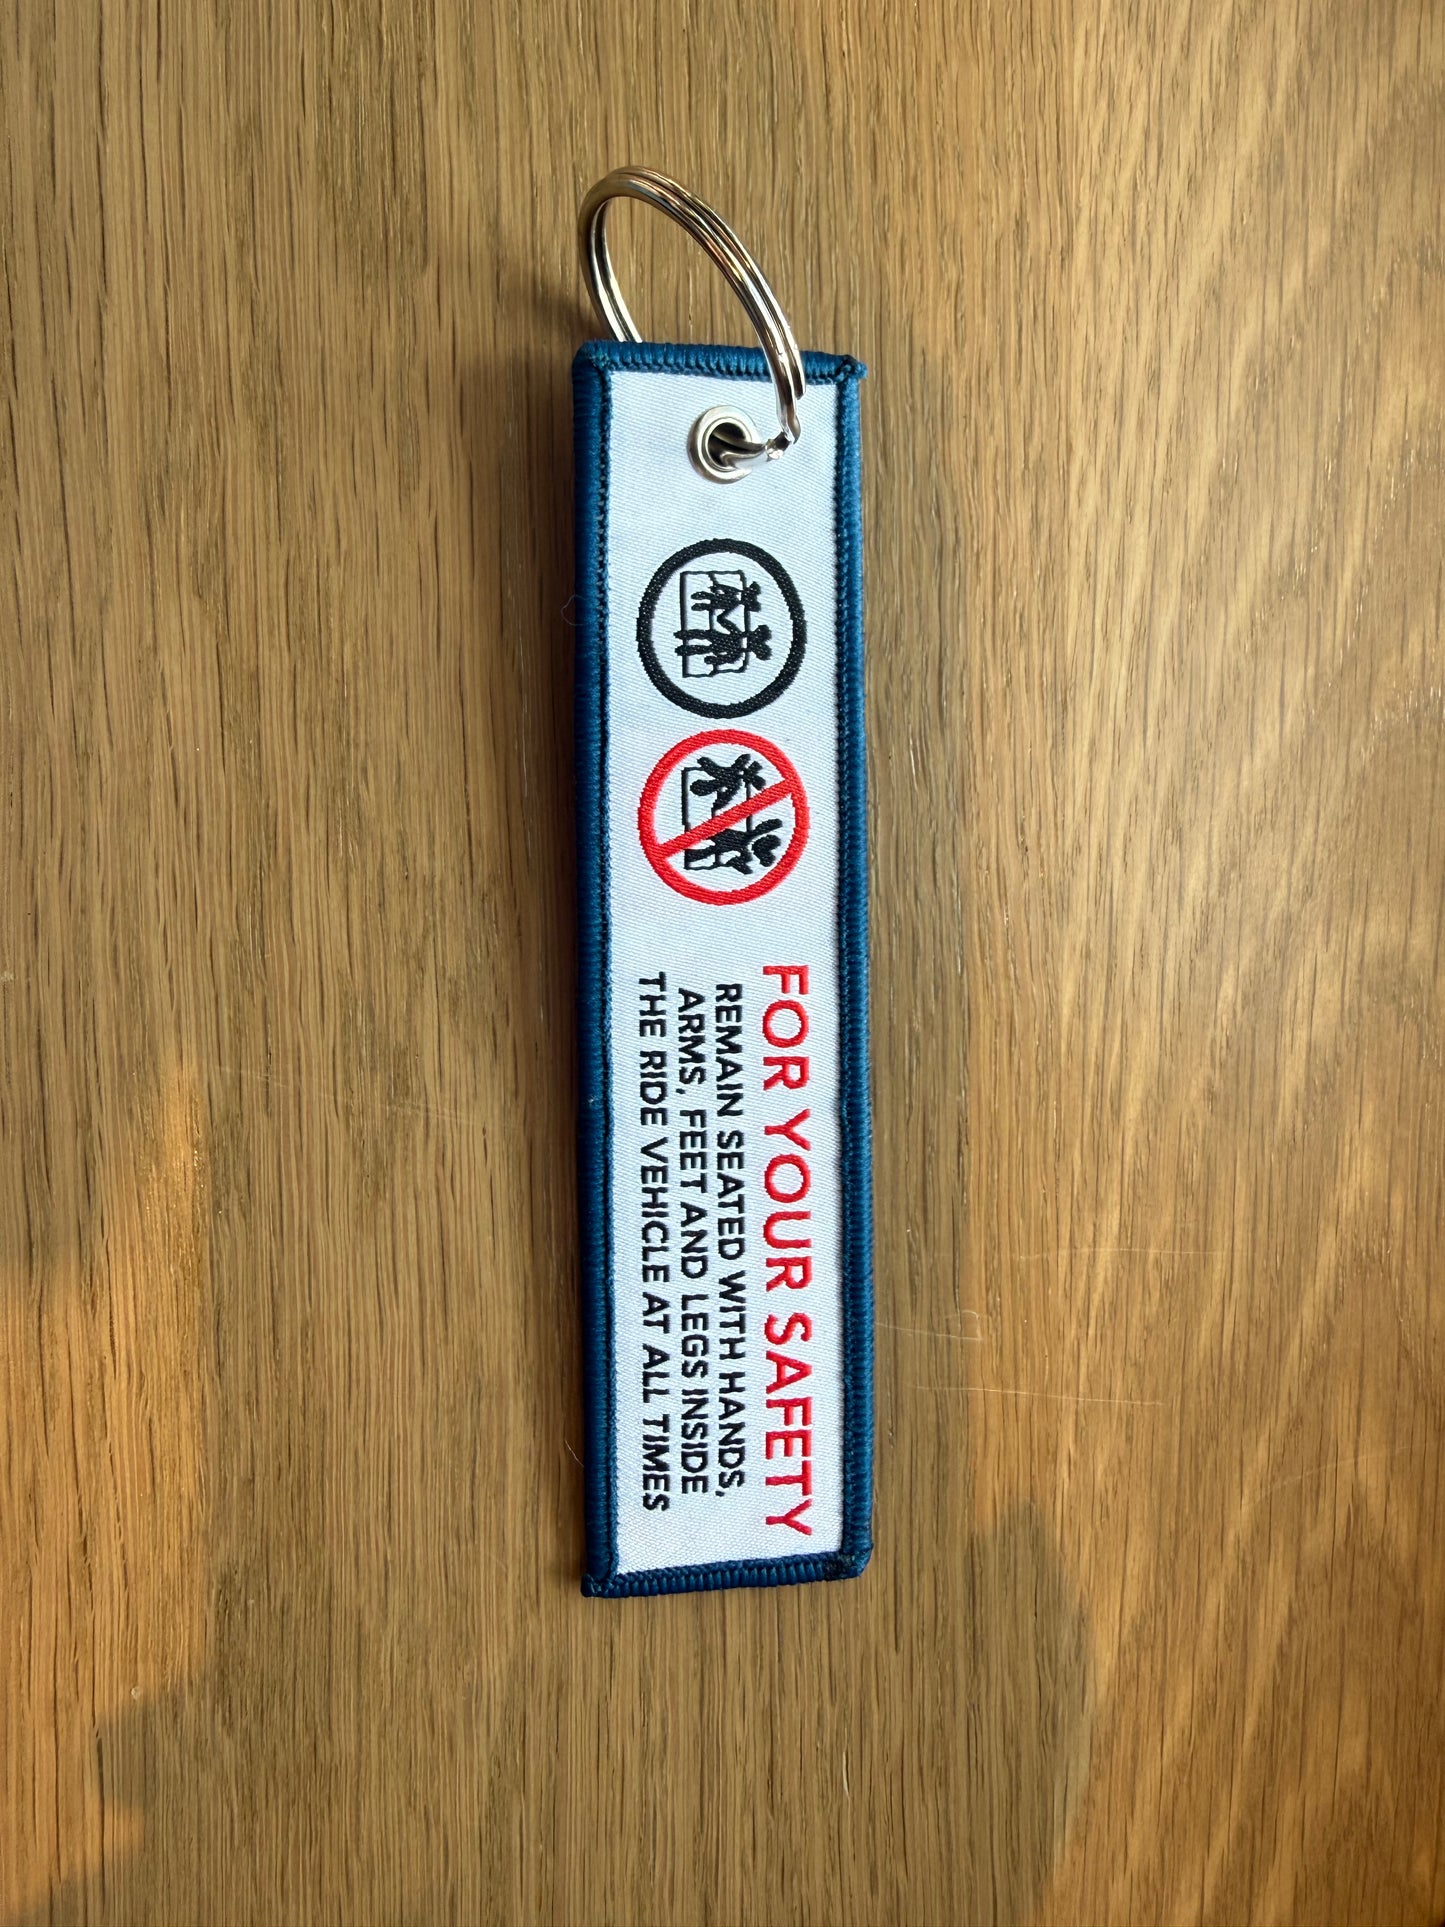 FOR YOUR SAFETY
REMAIN SEATED WITH HANDS,
ARMS, FEET AND LEGS INSIDE
THE RIDE VEHICLE AT ALL TIMES